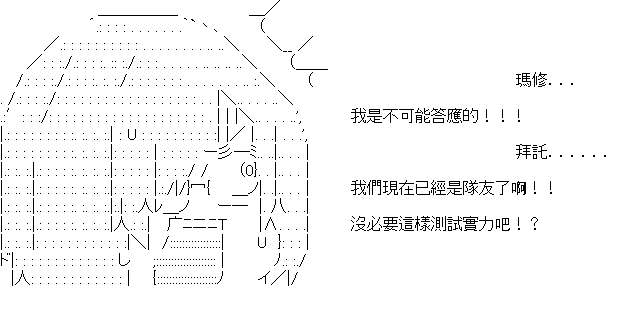 瑪修...
我是不可能答應的！！！
拜託......
我們現在已經是隊友了啊！！
沒必要這樣測試實力吧！？